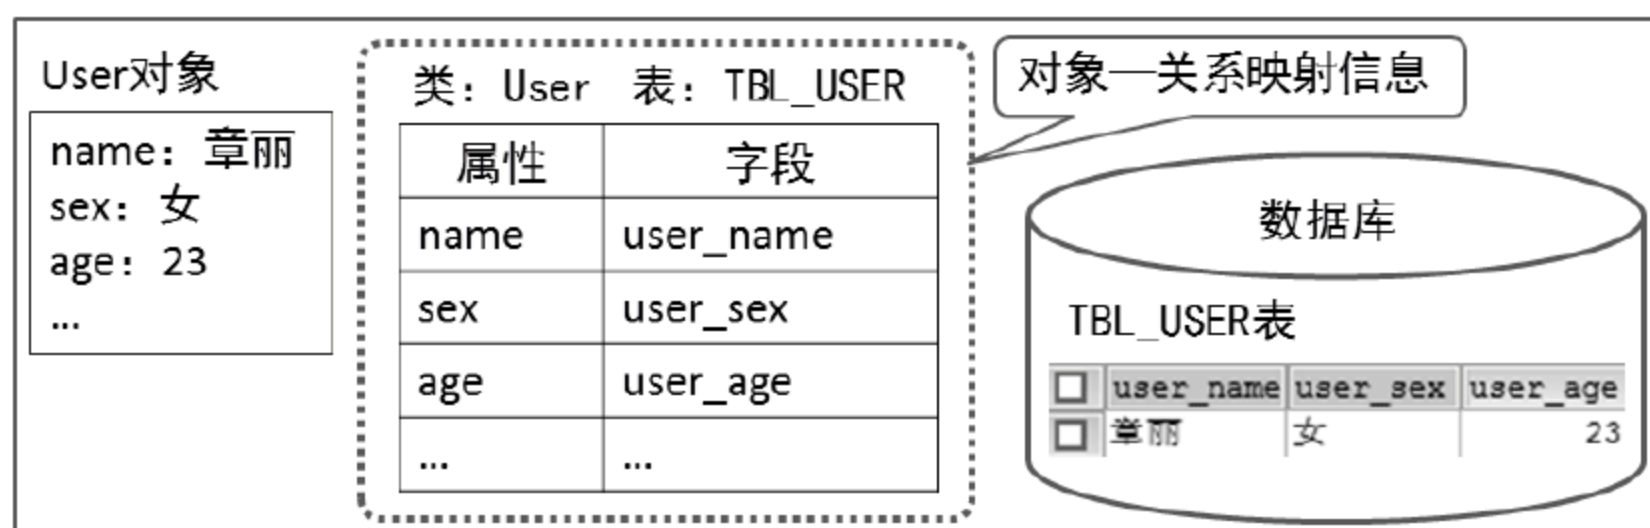 User对象
name：章丽
sex：女
age：23
...
类：User 表：TBL_USER
属性 字段
name user_name
sex user_sex
age user_age
... ...
对象—关系映射信息
数据库
TBL_USER表
user_name user_sex user_age
章丽 女 23